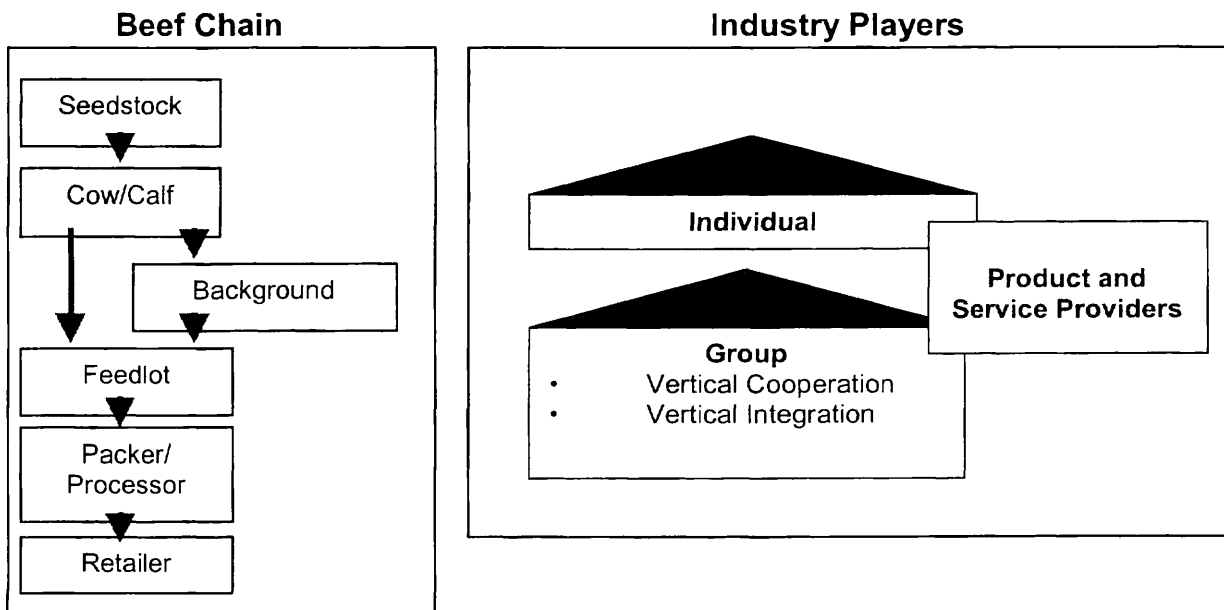 Beef Chain
Seedstock
Cow/Calf
Background
Feedlot
Packer/
Processor
Retailer
Industry Players
Individual
Product and
Service Providers
Group
• Vertical Cooperation
• Vertical Integration